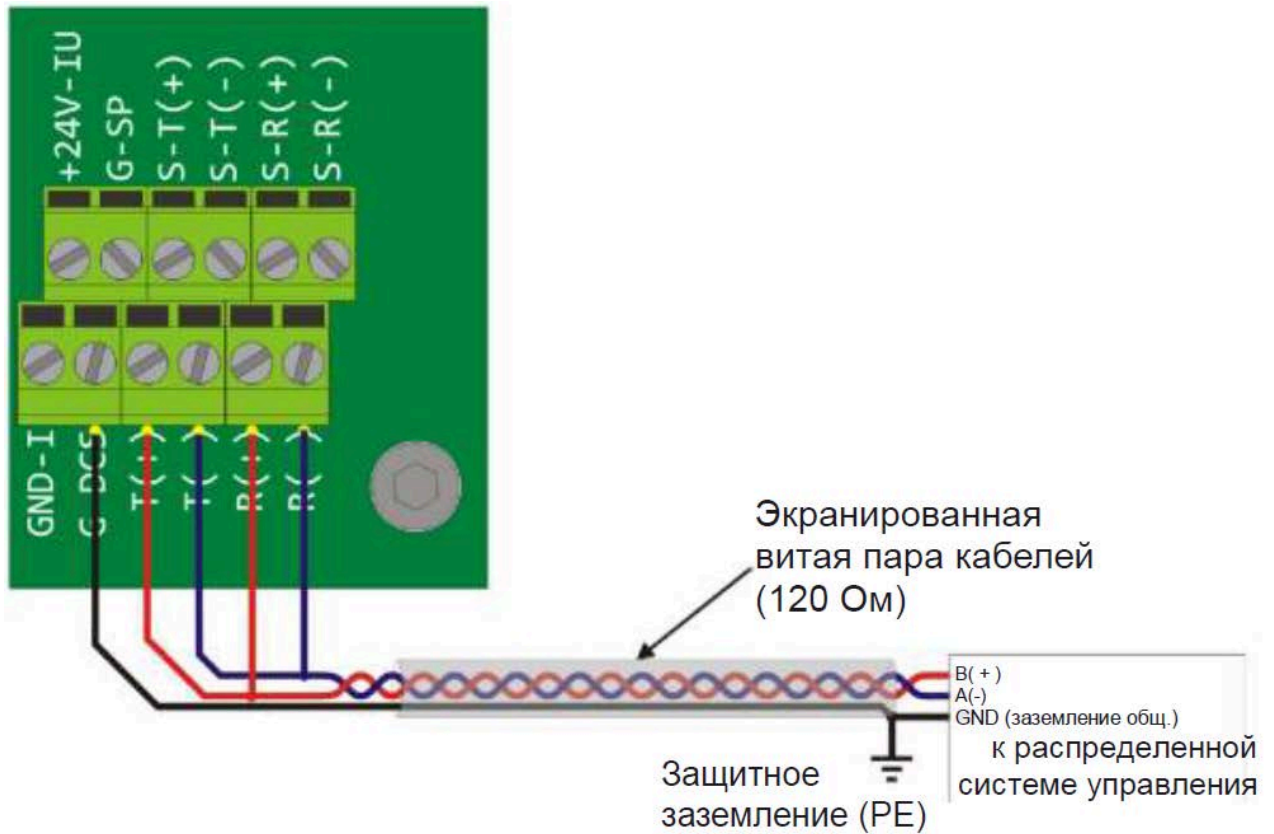 +24V-IU
G-SP
S-T(+)
S-T(-)
S-R(+)
S-R(-)
GND-I
G DCS
T(+)
T( )
R(+)
R( )
Экранированная
витая пара кабелей
(120 Ом)
B( + )
A(-)
GND (заземление общ.)
к распределенной
системе управления
Защитное
заземление (PE)